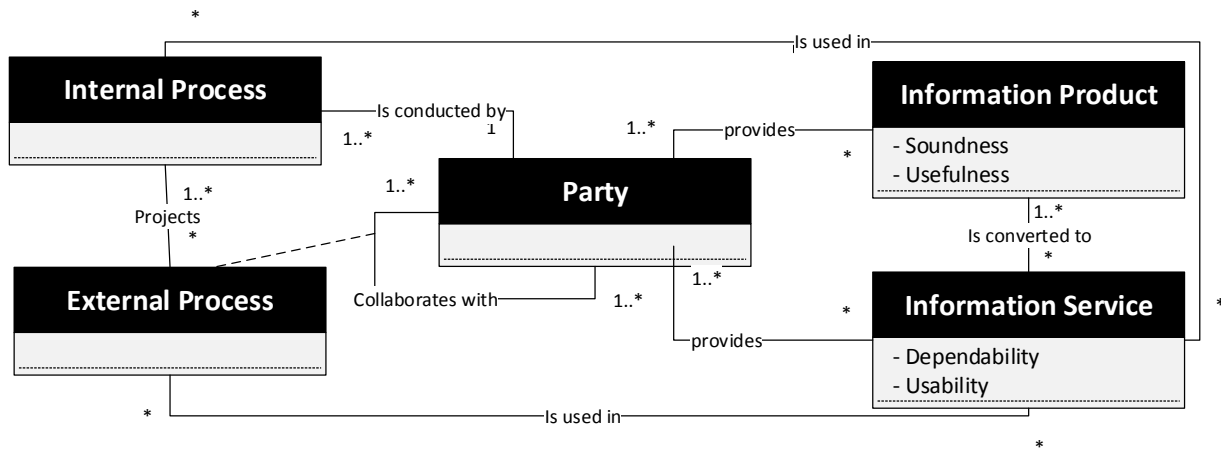 *
Is used in
Internal Process
Information Product
Is conducted by
1
1..*
1..*
provides
*
- Soundness
- Usefulness
Party
1..*
1..*
Projects
*
1..*
Is converted to
*
External Process
Collaborates with
1..*
1..*
*
Information Service
*
provides
- Dependability
- Usability
*
Is used in
*